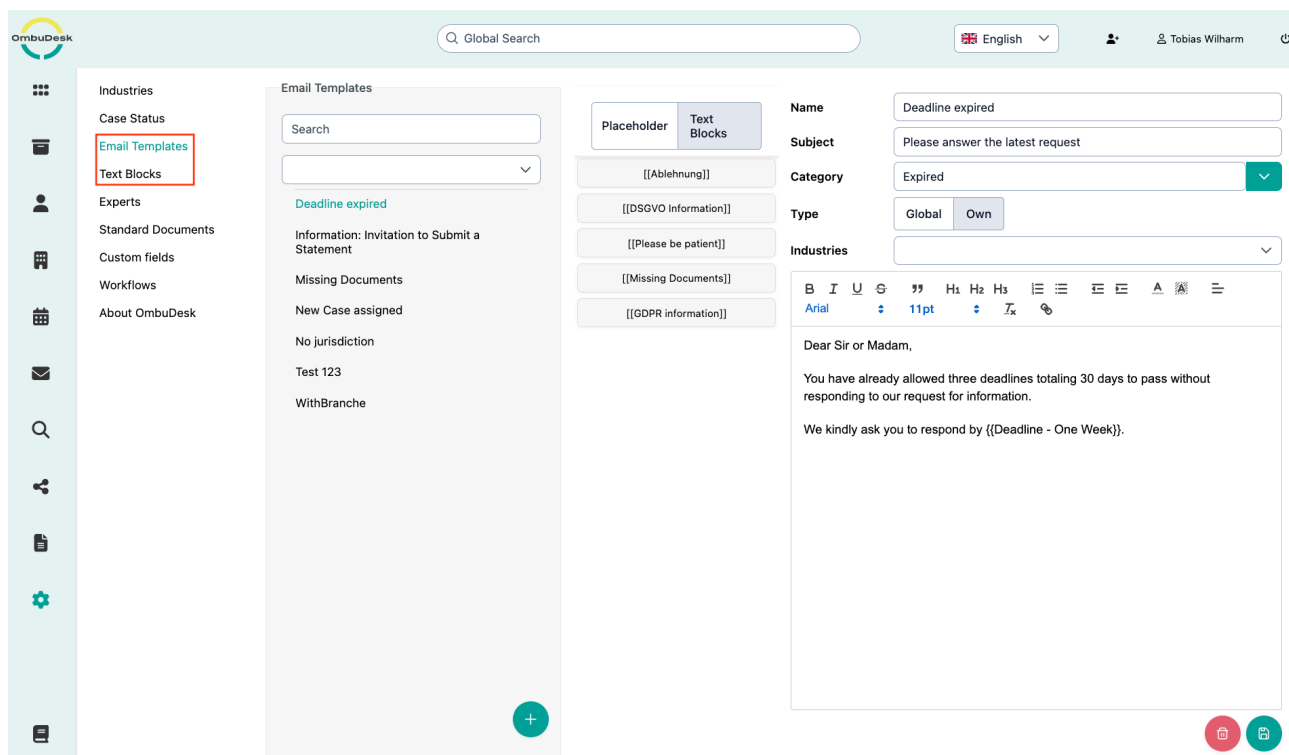 OmbuDesk
Global Search
English
Tobias Wilharm
Industries
Case Status
Email Templates
Text Blocks
Experts
Standard Documents
Custom fields
Workflows
About OmbuDesk
Email Templates
Search
Deadline expired
Information: Invitation to Submit a
Statement
Missing Documents
New Case assigned
No jurisdiction
Test 123
WithBranche
Placeholder
Text
Blocks
[[Ablehnung]]
[[DSGVO Information]]
[[Please be patient]]
[[Missing Documents]]
[[GDPR information]]
Name
Deadline expired
Subject
Please answer the latest request
Category
Expired
Type
Global
Own
Industries
B I U S H1 H2 H3 A A
Arial 11pt Tx
Dear Sir or Madam,
You have already allowed three deadlines totaling 30 days to pass without
responding to our request for information.
We kindly ask you to respond by {{Deadline - One Week}}.